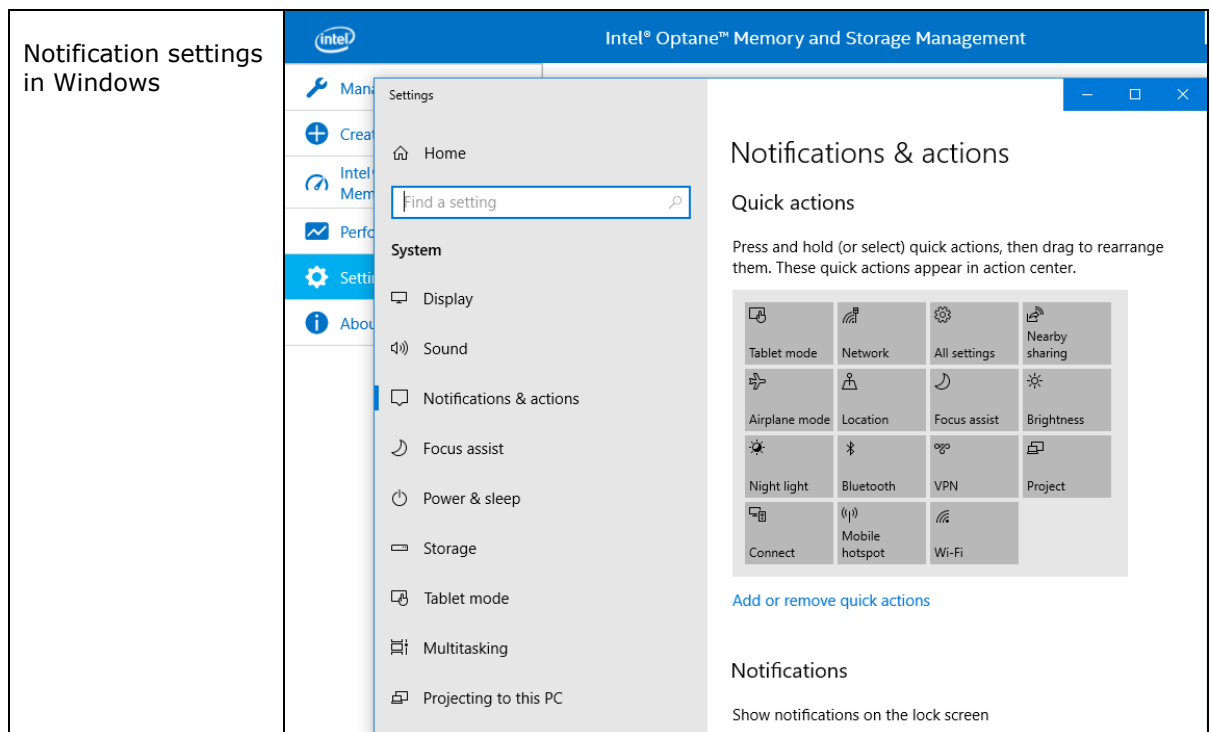 Notification settings
in Windows
intel
Intel® Optane™ Memory and Storage Management
Mana
Creat
Intel
Mem
Perfo
Settin
Abou
Settings
Home
Find a setting
System
Display
Sound
Notifications & actions
Focus assist
Power & sleep
Storage
Tablet mode
Multitasking
Projecting to this PC
Notifications & actions
Quick actions
Press and hold (or select) quick actions, then drag to rearrange
them. These quick actions appear in action center.
Tablet mode
Network
All settings
Nearby
sharing
Airplane mode
Location
Focus assist
Brightness
Night light
Bluetooth
VPN
Project
Connect
Mobile
hotspot
Wi-Fi
Add or remove quick actions
Notifications
Show notifications on the lock screen